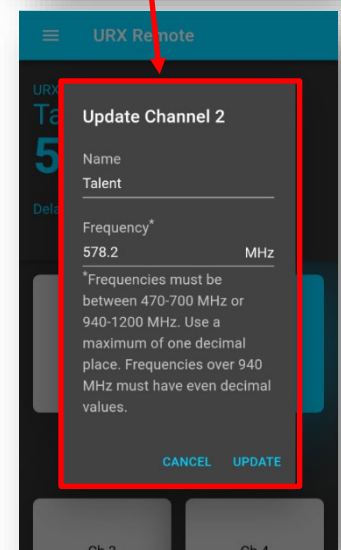 URX Remote
URX
Ta
5
Dela
Update Channel 2
Name
Talent
Frequency*
578.2 MHz
*Frequencies must be
between 470-700 MHz or
940-1200 MHz. Use a
maximum of one decimal
place. Frequencies over 940
MHz must have even decimal
values.
CANCEL UPDATE
Ch 3 Ch 4